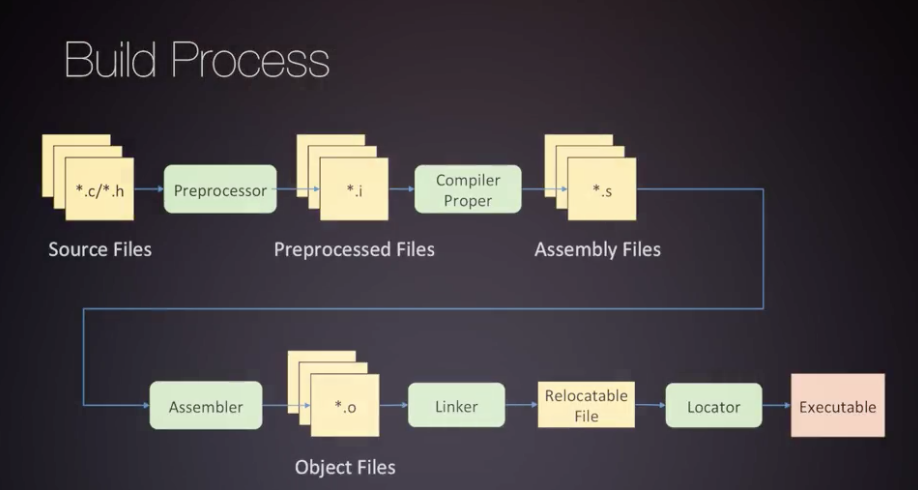 Build Process
*.c/*.h
Preprocessor
*.i
Compiler
Proper
*.s
Source Files
Preprocessed Files
Assembly Files
Assembler
*.o
Linker
Relocatable
File
Locator
Executable
Object Files